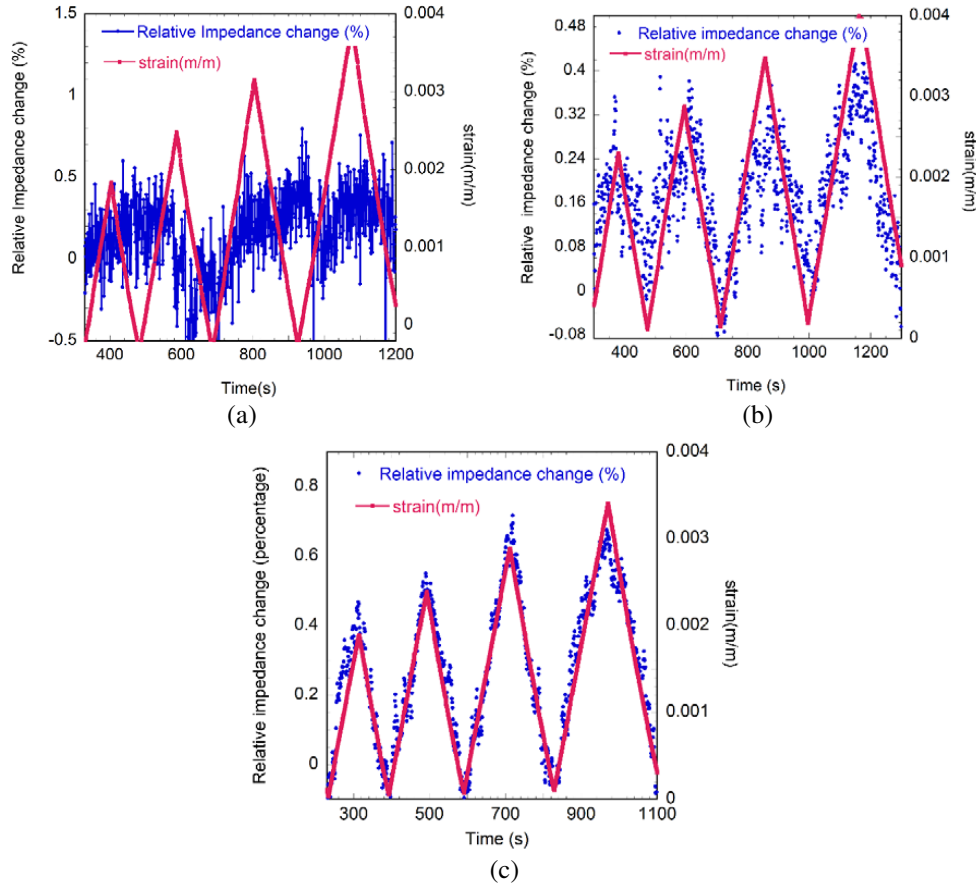 1.5
1
0.5
0
-0.5
Relative Impedance change (%)
Relative Impedance change (%)
strain(m/m)
0.004
0.003
0.002
0.001
0
strain(m/m)
400 600 800 1000 1200
Time(s)
(a)
0.48
0.4
0.32
0.24
0.16
0.08
0
-0.08
Relative impedance change (%)
Relative impedance change (%)
strain(m/m)
0.004
0.003
0.002
0.001
0
strain(m/m)
400 600 800 1000 1200
Time (s)
(b)
0.8
0.6
0.4
0.2
0
Relative impedance change (percentage)
Relative impedance change (%)
strain(m/m)
0.004
0.003
0.002
0.001
0
strain(m/m)
300 500 700 900 1100
Time (s)
(c)